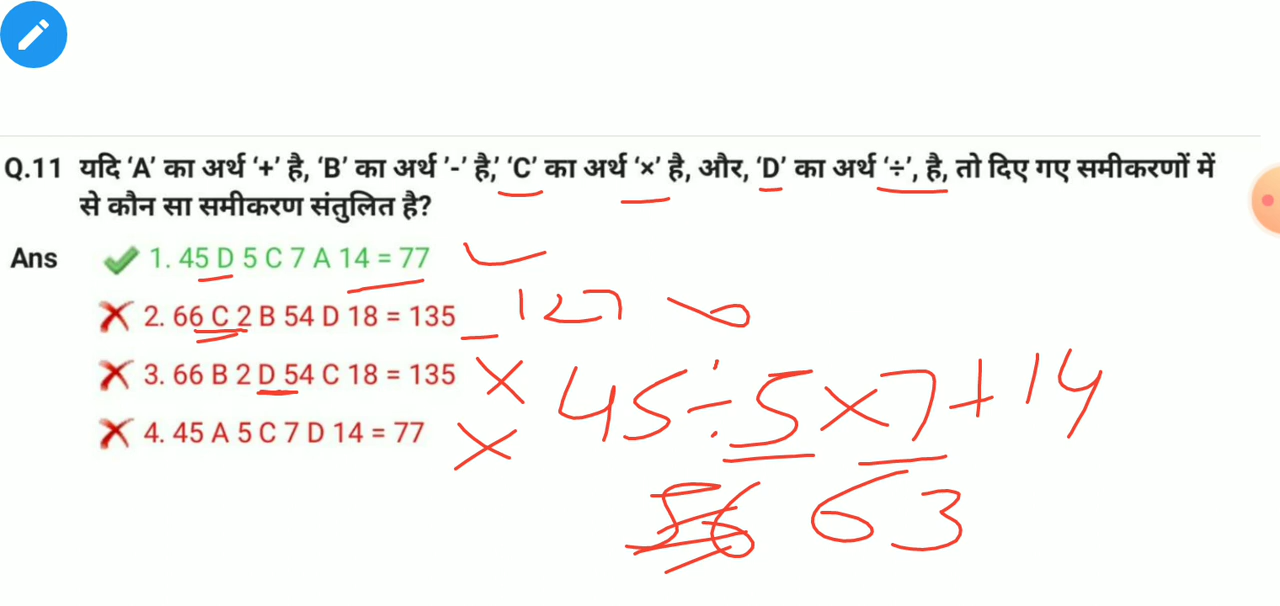 Q.11 यदि ‘A’ का अर्थ ‘+’ है, ‘B’ का अर्थ ’-’ है;’ ‘C’ का अर्थ ‘×’ है, और, ‘D’ का अर्थ ‘÷’, है, तो दिए गए समीकरणों में
से कौन सा समीकरण संतुलित है?
Ans 1. 45 D 5 C 7 A 14 = 77
2. 66 C 2 B 54 D 18 = 135
127
3. 66 B 2 D 54 C 18 = 135
45÷5×7+14
4. 45 A 5 C 7 D 14 = 77
56 63